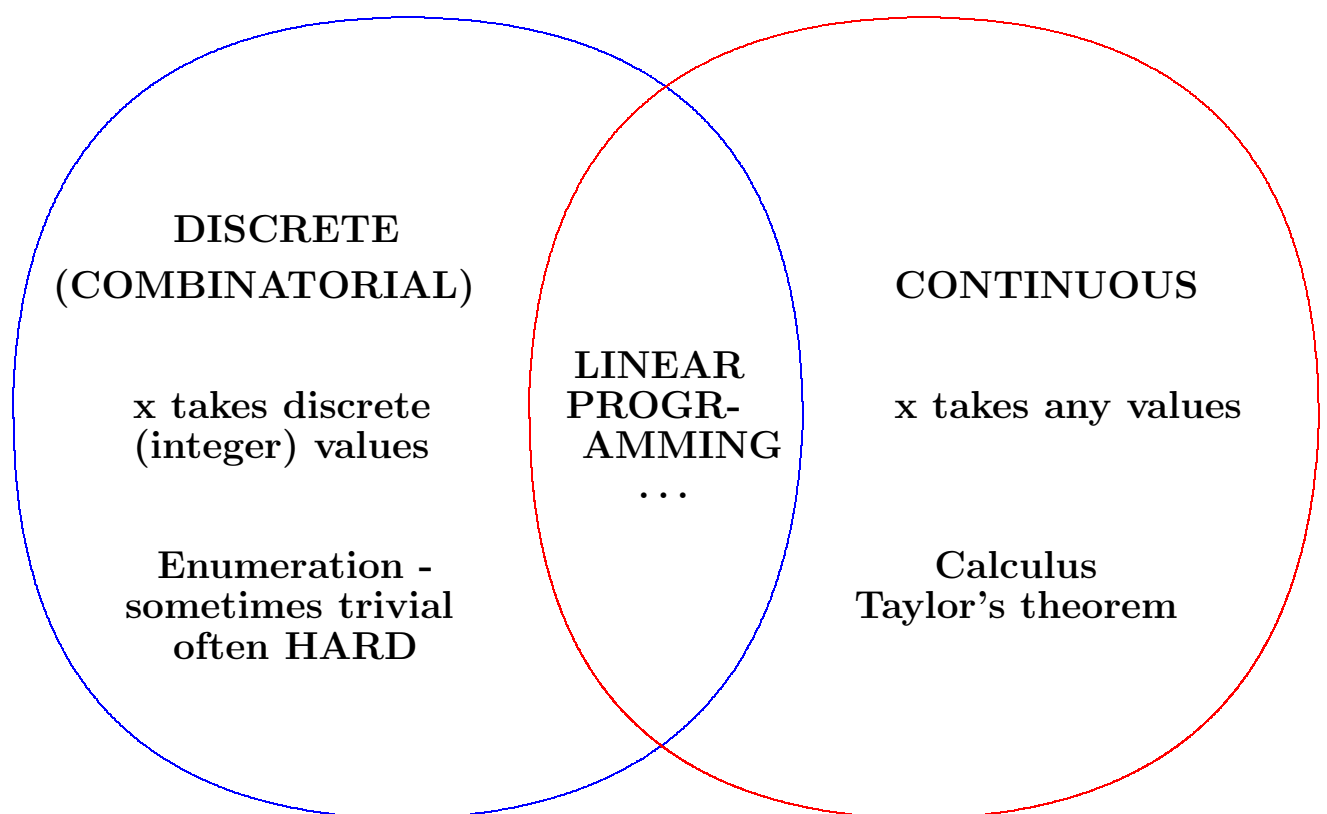 DISCRETE
(COMBINATORIAL)
x takes discrete
(integer) values
Enumeration -
sometimes trivial
often HARD
LINEAR
PROGR-
AMMING
...
CONTINUOUS
x takes any values
Calculus
Taylor's theorem